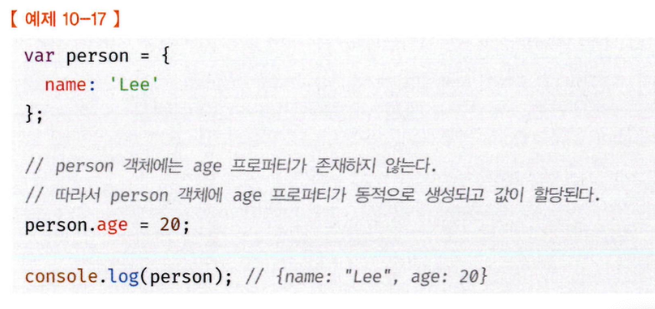 【 예제 10-17 】
var person = {
  name: 'Lee'
};
// person 객체에는 age 프로퍼티가 존재하지 않는다.
// 따라서 person 객체에 age 프로퍼티가 동적으로 생성되고 값이 할당된다.
person.age = 20;
console.log(person); // {name: "Lee", age: 20}